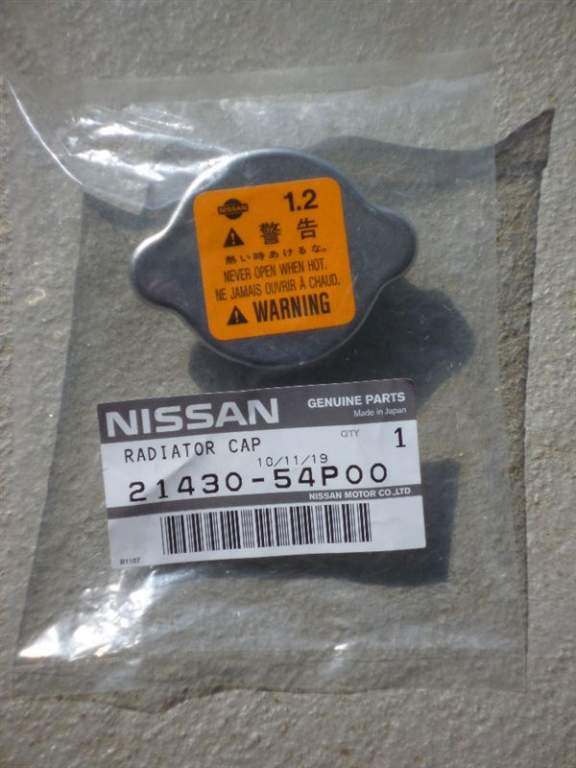 NISSAN
1.2
警告
熱い時あけるな。
NEVER OPEN WHEN HOT.
NE JAMAIS OUVRIR À CHAUD.
WARNING
NISSAN
GENUINE PARTS
Made in Japan
RADIATOR CAP
QTY 1
10/11/19
21430-54P00
NISSAN MOTOR CO.,LTD.